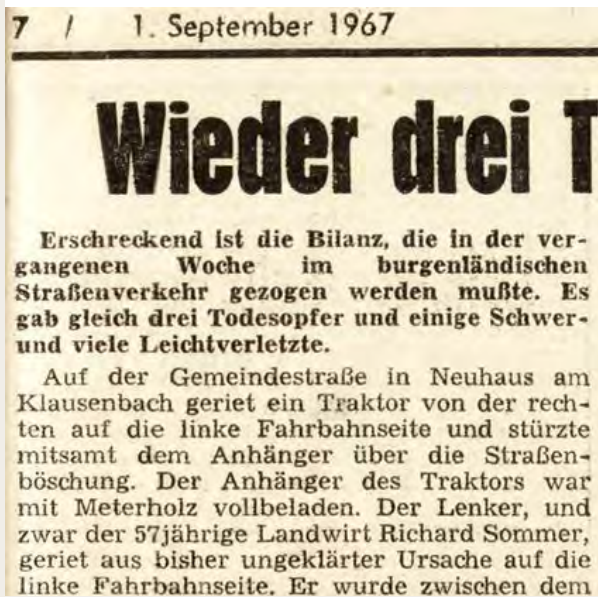 7 / 1. September 1967
Wieder drei T
Erschreckend ist die Bilanz, die in der ver-
gangenen Woche im burgenländischen
Straßenverkehr gezogen werden mußte. Es
gab gleich drei Todesopfer und einige Schwer-
und viele Leichtverletzte.
Auf der Gemeindestraße in Neuhaus am
Klausenbach geriet ein Traktor von der rech-
ten auf die linke Fahrbahnseite und stürzte
mitsamt dem Anhänger über die Straßen-
böschung. Der Anhänger des Traktors war
mit Meterholz vollbeladen. Der Lenker, und
zwar der 57jährige Landwirt Richard Sommer,
geriet aus bisher ungeklärter Ursache auf die
linke Fahrbahnseite. Er wurde zwischen dem